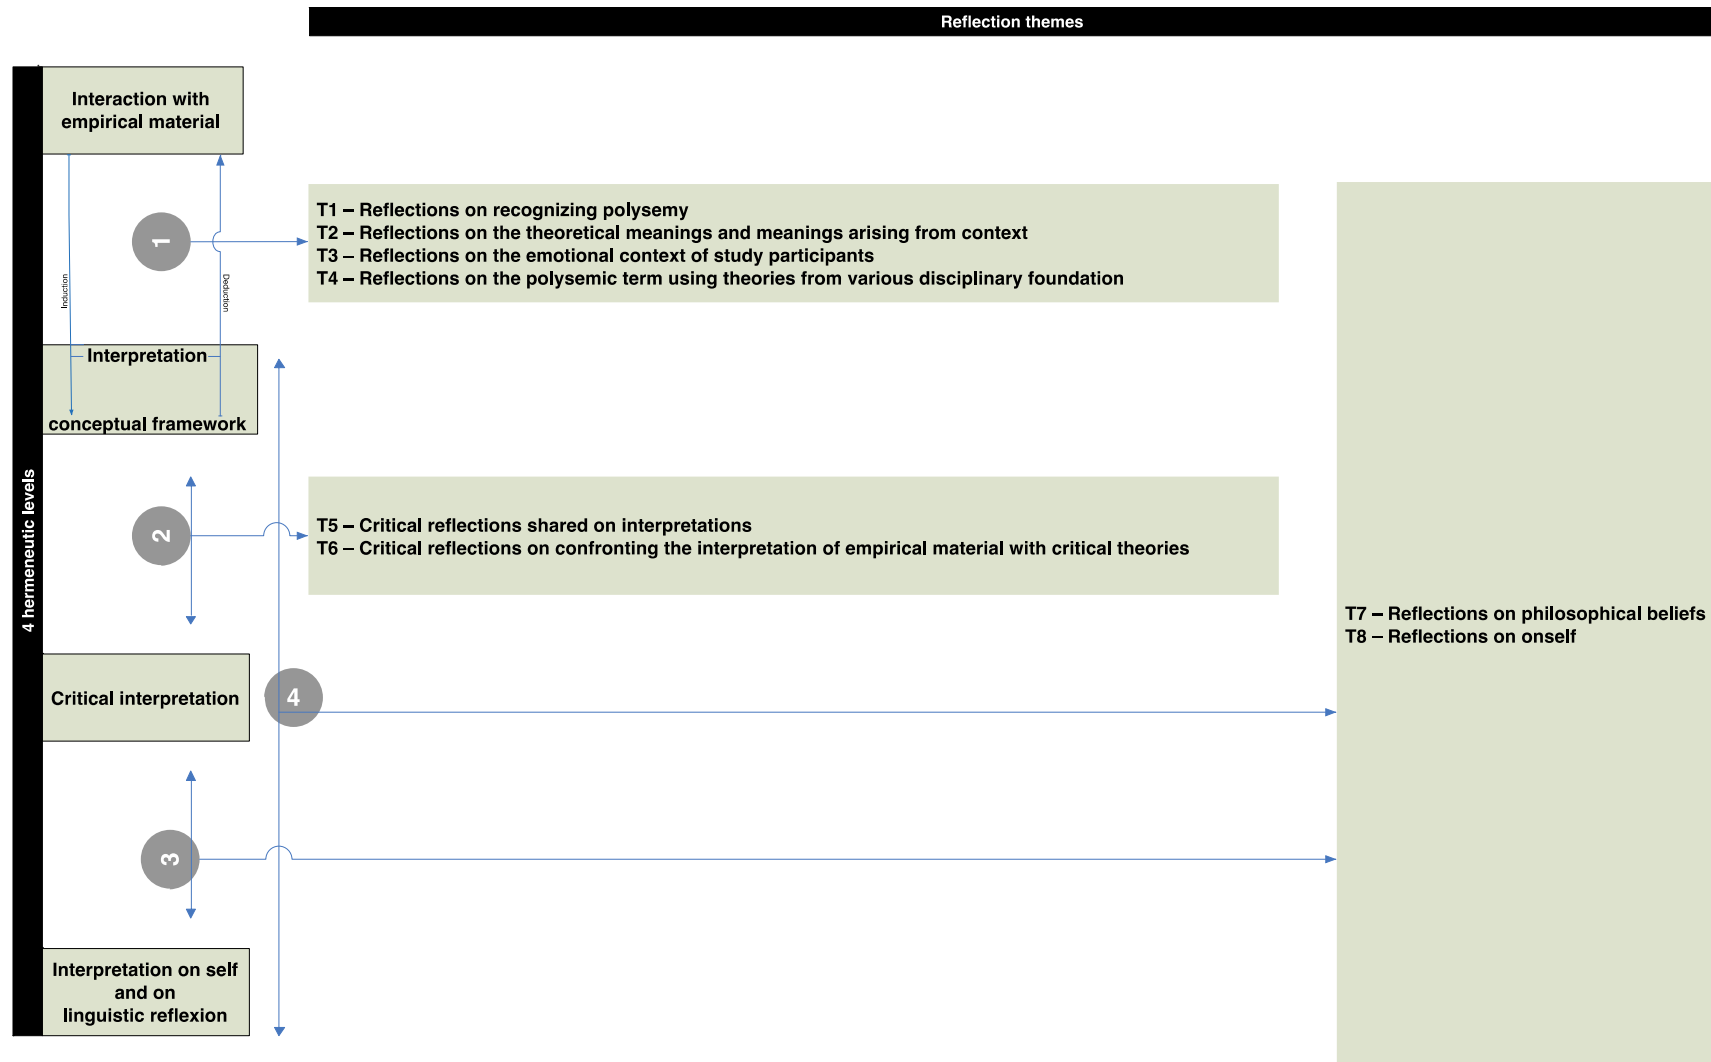 Reflection themes
4 hermeneutic levels
Interaction with
empirical material
1
Induction
Deduction
T1 – Reflections on recognizing polysemy
T2 – Reflections on the theoretical meanings and meanings arising from context
T3 – Reflections on the emotional context of study participants
T4 – Reflections on the polysemic term using theories from various disciplinary foundation
Interpretation
conceptual framework
2
T5 – Critical reflections shared on interpretations
T6 – Critical reflections on confronting the interpretation of empirical material with critical theories
T7 – Reflections on philosophical beliefs
T8 – Reflections on onself
Critical interpretation
4
3
Interpretation on self
and on
linguistic reflexion